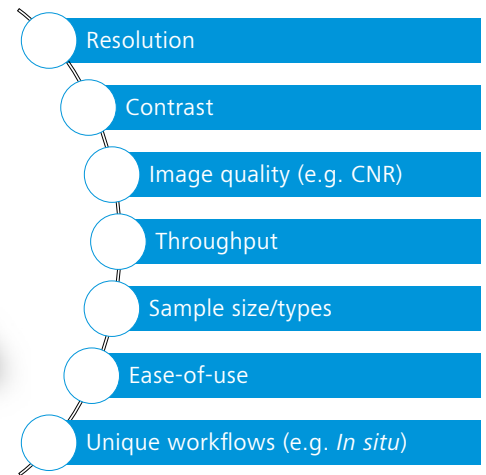 Resolution
Contrast
Image quality (e.g. CNR)
Throughput
Sample size/types
Ease-of-use
Unique workflows (e.g. In situ)